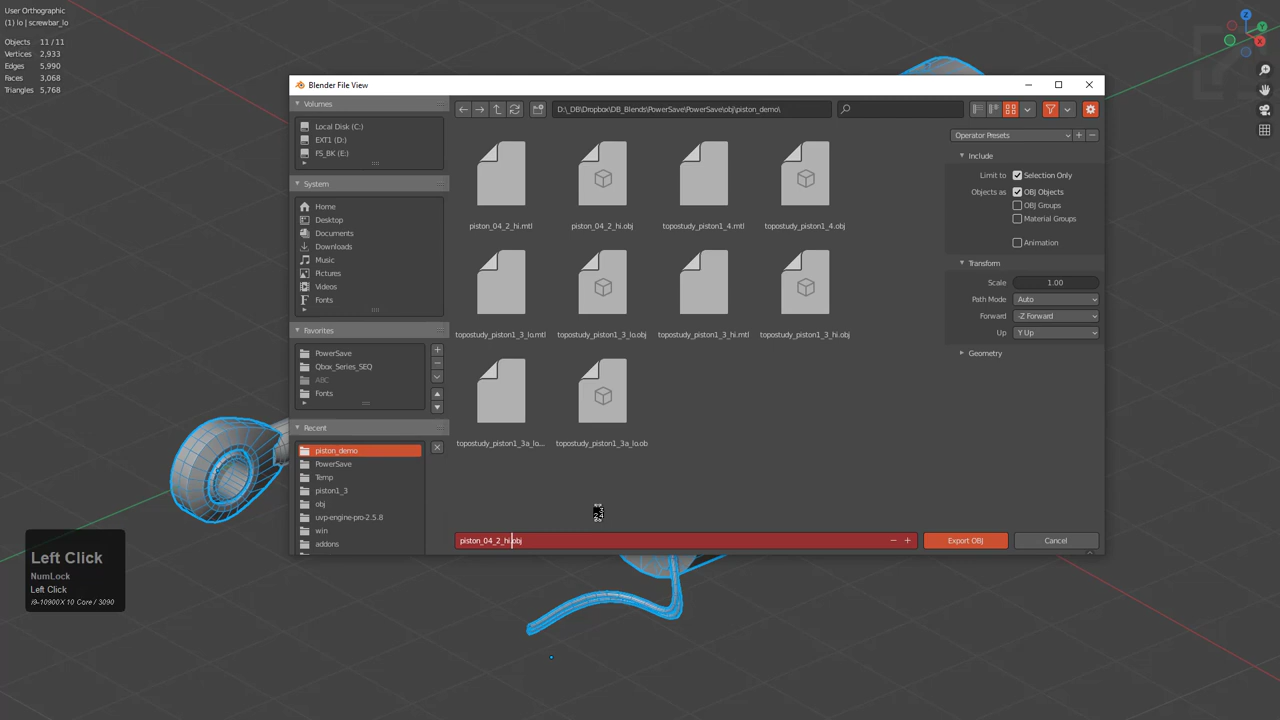 User Orthographic
(1) lo | screwbar_lo
Objects 11/11
Vertices 2,933
Edges 5,990
Faces 3,068
Triangles 5,768
Blender File View
Volumes
Local Disk (C:)
EXT1 (D:)
FS_BK (E:)
System
Home
Desktop
Documents
Downloads
Music
Pictures
Videos
Fonts
Favorites
PowerSave
Qbox_Series_SEQ
ABC
Fonts
Recent
piston_demo
PowerSave
Temp
piston1_3
obj
uvp-engine-pro-2.5.8
win
addons
D:\_DB\Dropbox\DB_Blends\PowerSave\PowerSave\obj\piston_demo\
piston_04_2_hi.mtl
piston_04_2_hi.obj
topostudy_piston1_4.mtl
topostudy_piston1_4.obj
topostudy_piston1_3_lo.mtl
topostudy_piston1_3_lo.obj
topostudy_piston1_3_hi.mtl
topostudy_piston1_3_hi.obj
topostudy_piston1_3a_lo...
topostudy_piston1_3a_lo.ob
piston_04_2_hi.obj
Export OBJ
Cancel
Operator Presets
Include
Limit to Selection Only
Objects as OBJ Objects
OBJ Groups
Material Groups
Animation
Transform
Scale 1.00
Path Mode Auto
Forward -Z Forward
Up Y Up
Geometry
Left Click
NumLock
Left Click
i9-10900X 10 Core / 3090
Z
Y
X